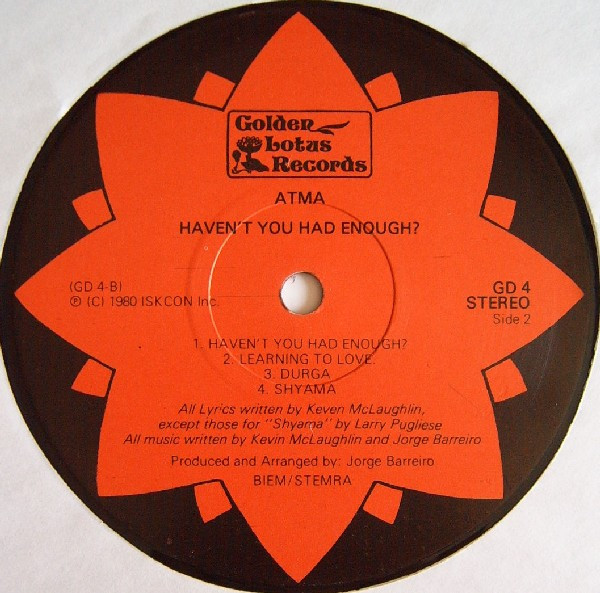 Golden
Lotus
Records
ATMA
HAVEN'T YOU HAD ENOUGH?
(GD 4-B)
℗ (C) 1980 ISKCON Inc.
GD 4
STEREO
Side 2
1. HAVEN'T YOU HAD ENOUGH?
2. LEARNING TO LOVE.
3. DURGA
4. SHYAMA
All Lyrics written by Keven McLaughlin,
except those for "Shyama" by Larry Pugliese
All music written by Kevin McLaughlin and Jorge Barreiro
Produced and Arranged by: Jorge Barreiro
BIEM/STEMRA